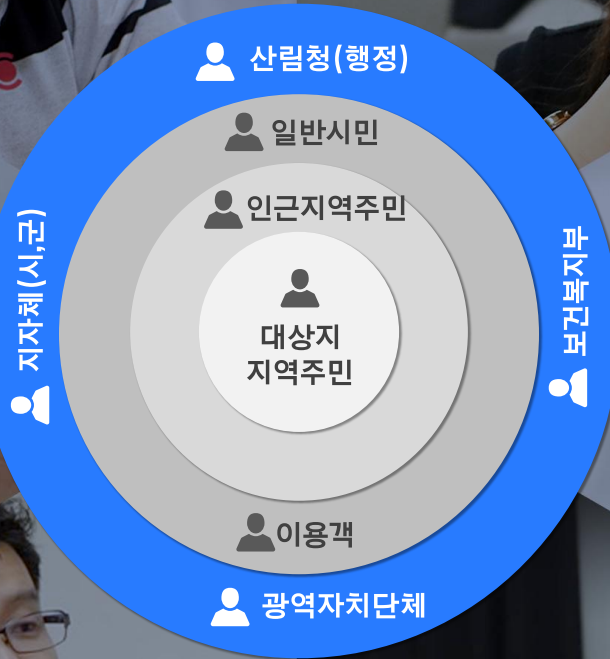 산림청(행정)
일반시민
인근지역주민
지자체(시,군)
보건복지부
대상지
지역주민
이용객
광역자치단체